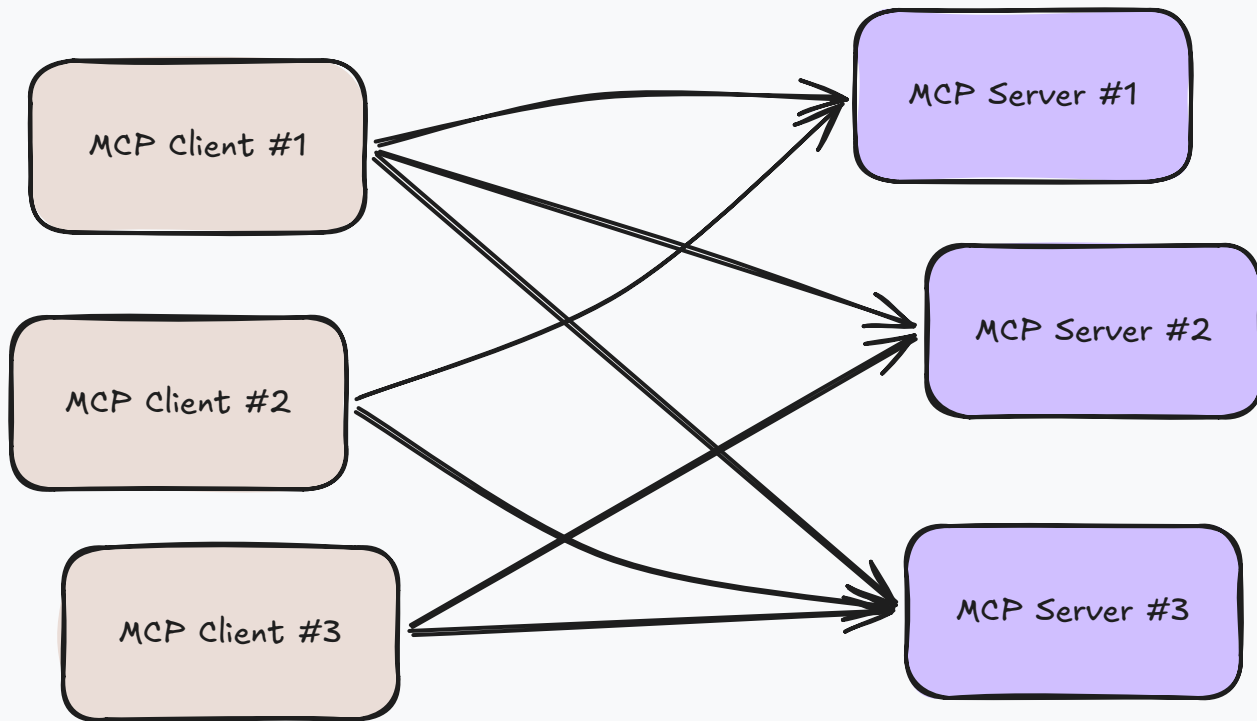 MCP Client #1
MCP Server #1
MCP Server #2
MCP Client #2
MCP Server #3
MCP Client #3